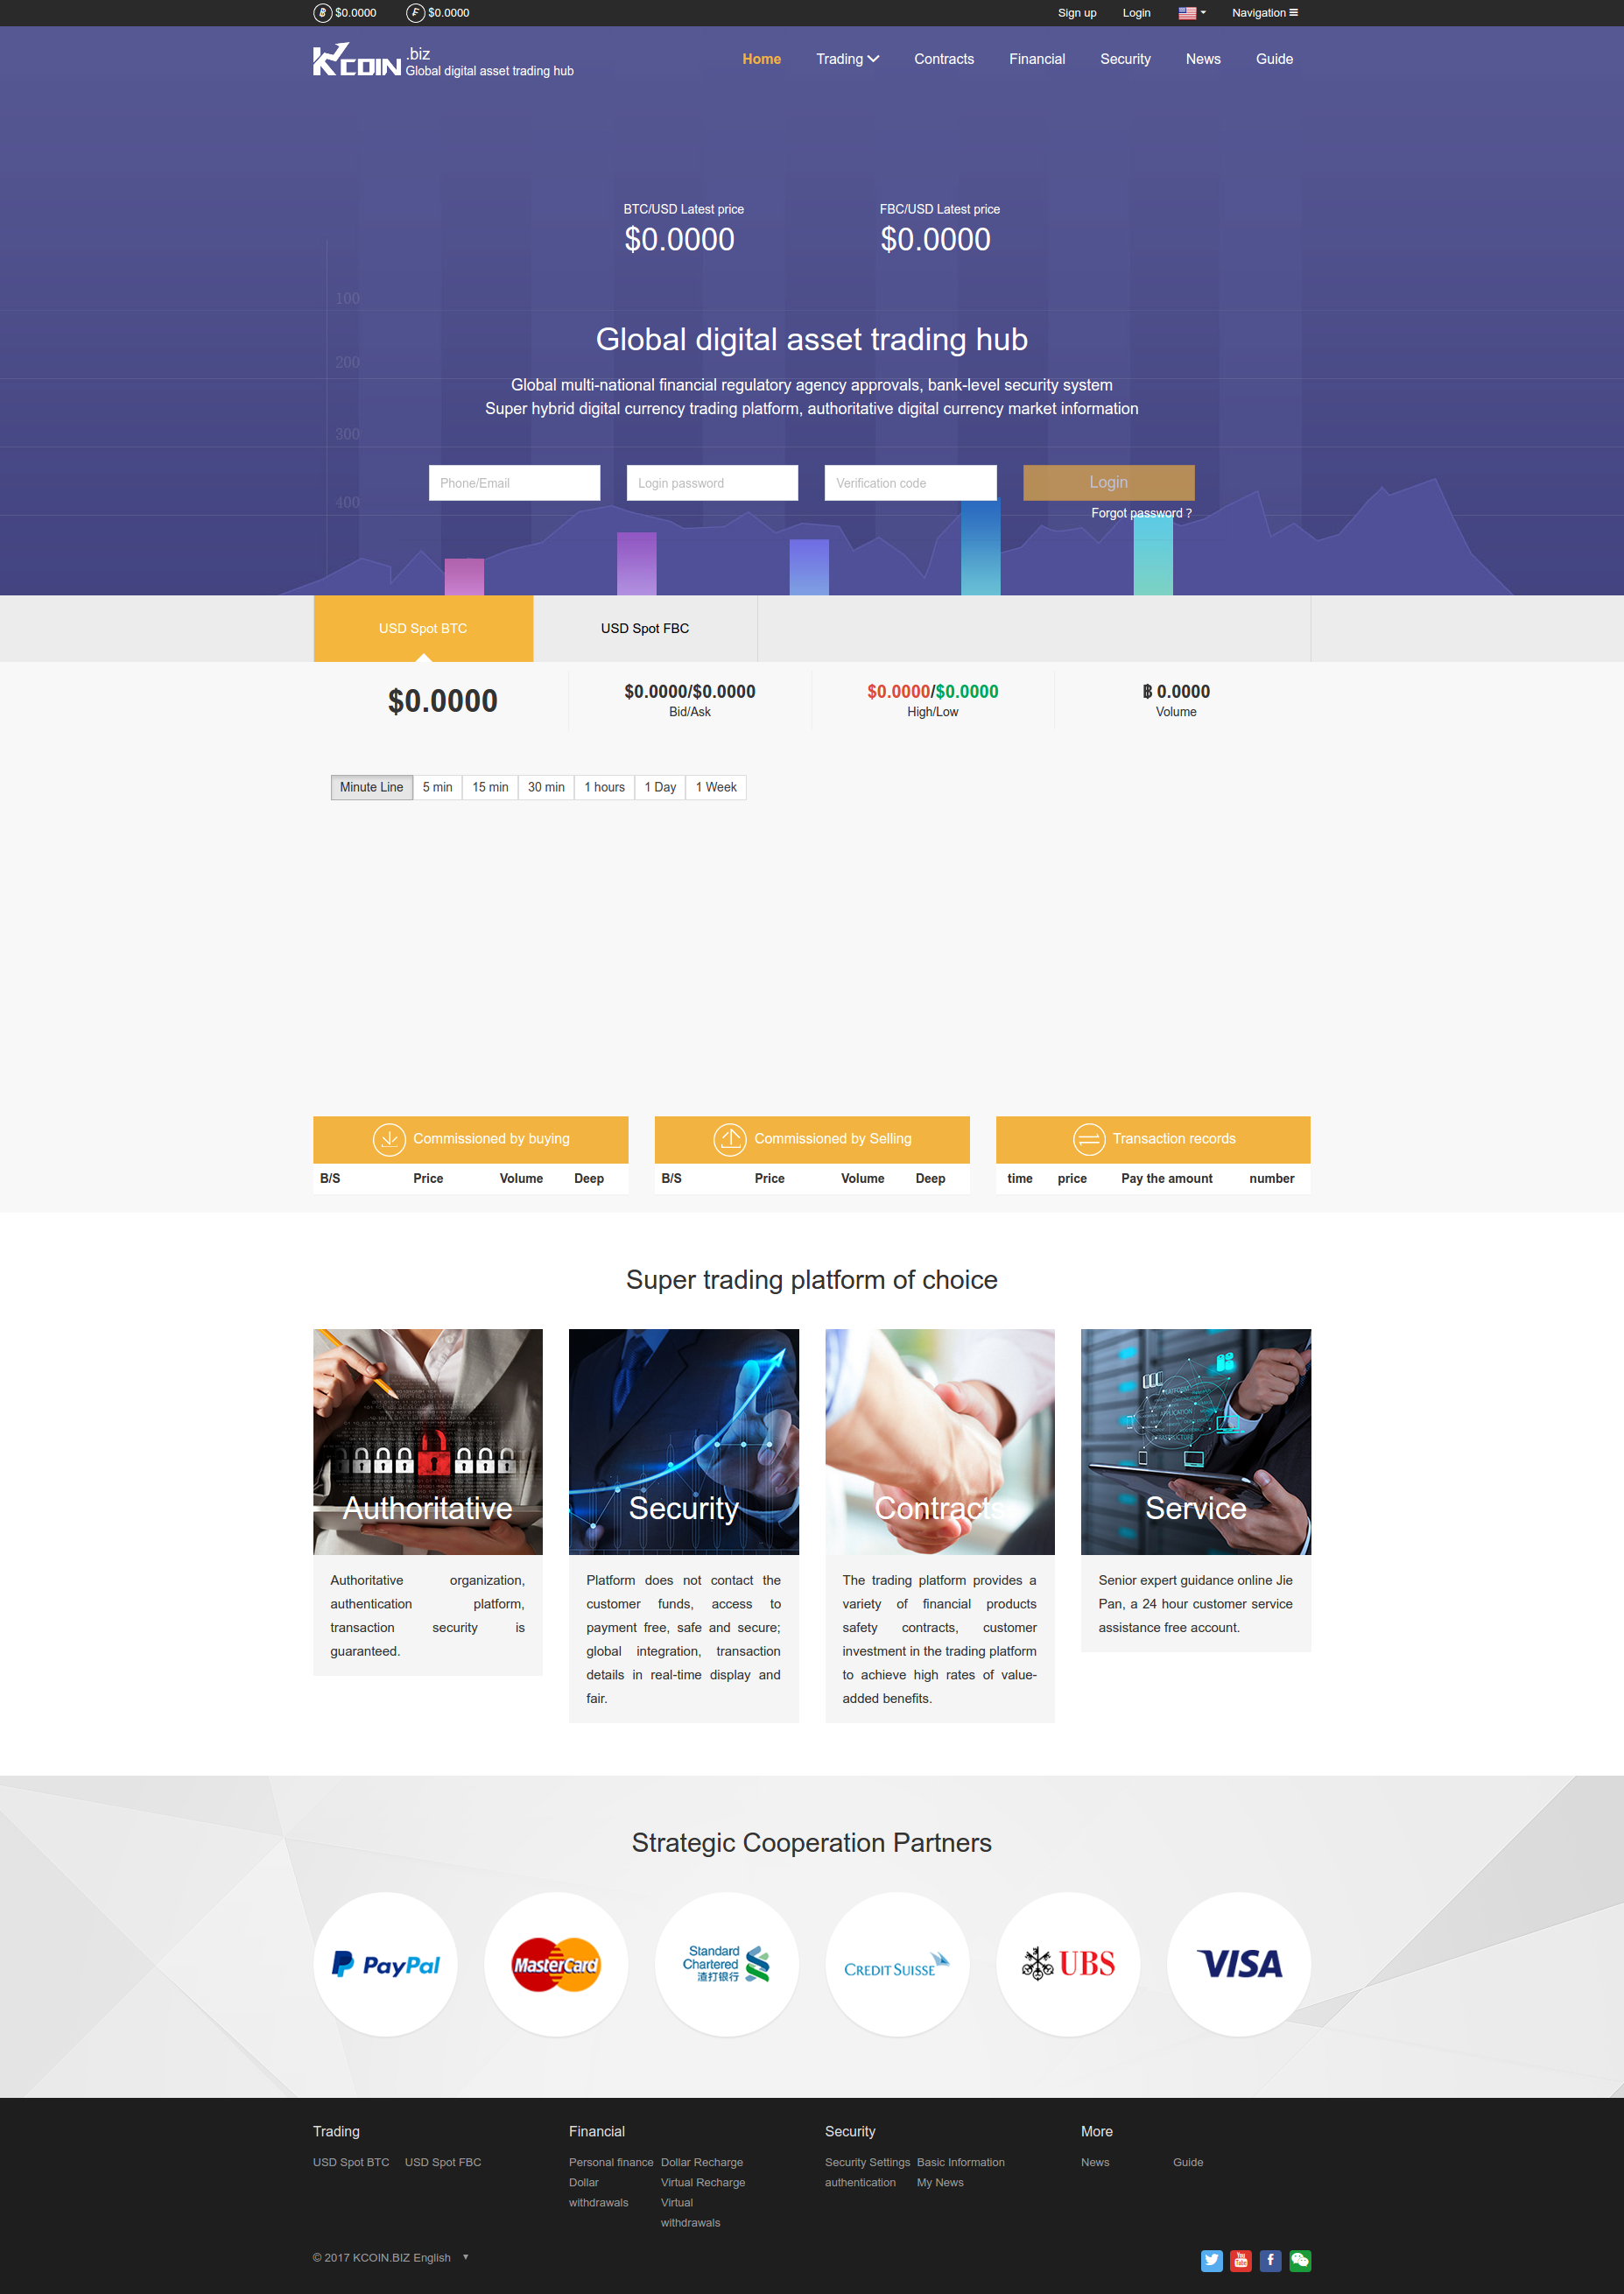 $0.0000 $0.0000 Sign up Login Navigation
KCOIN .biz
Global digital asset trading hub
Home Trading Contracts Financial Security News Guide
BTC/USD Latest price FBC/USD Latest price
$0.0000 $0.0000
100
Global digital asset trading hub
200
Global multi-national financial regulatory agency approvals, bank-level security system
Super hybrid digital currency trading platform, authoritative digital currency market information
300
Phone/Email Login password Verification code Login
400
Forgot password ?
USD Spot BTC USD Spot FBC
$0.0000
$0.0000/$0.0000 $0.0000/$0.0000 ฿ 0.0000
Bid/Ask High/Low Volume
Minute Line 5 min 15 min 30 min 1 hours 1 Day 1 Week
Commissioned by buying Commissioned by Selling Transaction records
B/S Price Volume Deep B/S Price Volume Deep time price Pay the amount number
Super trading platform of choice
PLATFORM
APPLICATION
INFRASTRUCTURE
Authoritative Security Contracts Service
Authoritative organization,
authentication platform,
transaction security is
guaranteed.
Platform does not contact the
customer funds, access to
payment free, safe and secure;
global integration, transaction
details in real-time display and
fair.
The trading platform provides a
variety of financial products
safety contracts, customer
investment in the trading platform
to achieve high rates of value-
added benefits.
Senior expert guidance online Jie
Pan, a 24 hour customer service
assistance free account.
Strategic Cooperation Partners
PayPal
MasterCard
Standard
Chartered
渣打银行
CREDIT SUISSE
UBS
VISA
Trading
USD Spot BTC USD Spot FBC
Financial
Personal finance Dollar Recharge
Dollar
withdrawals
Virtual Recharge
Virtual
withdrawals
Security
Security Settings Basic Information
authentication My News
More
News Guide
© 2017 KCOIN.BIZ English ▼
You
Tube